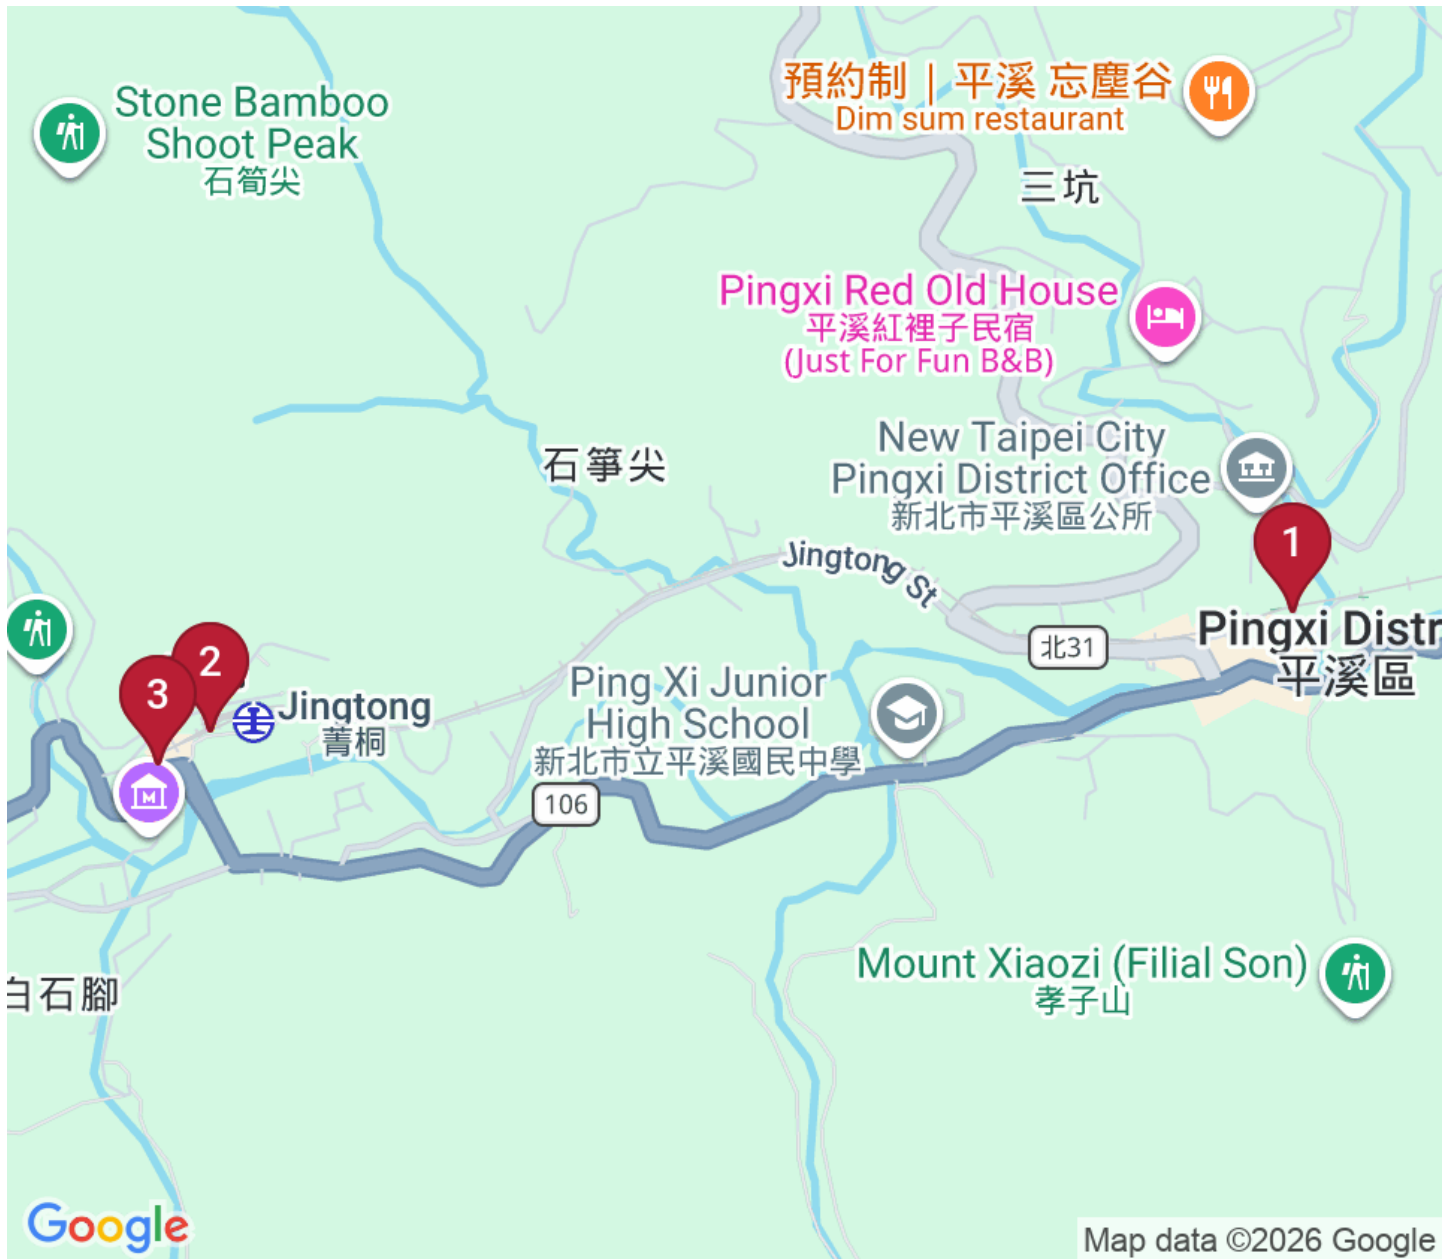 預約制 | 平溪 忘塵谷
Dim sum restaurant
Stone Bamboo
Shoot Peak
石筍尖
三坑
Pingxi Red Old House
平溪紅裡子民宿
(Just For Fun B&B)
New Taipei City
Pingxi District Office
新北市平溪區公所
石筆尖
Jingtong St
1
Pingxi Distr
平溪區
北31
2
3
Jingtong
菁桐
Ping Xi Junior
High School
新北市立平溪國民中學
106
Mount Xiaozi (Filial Son)
孝子山
白石腳
M
Google
Map data ©2026 Google